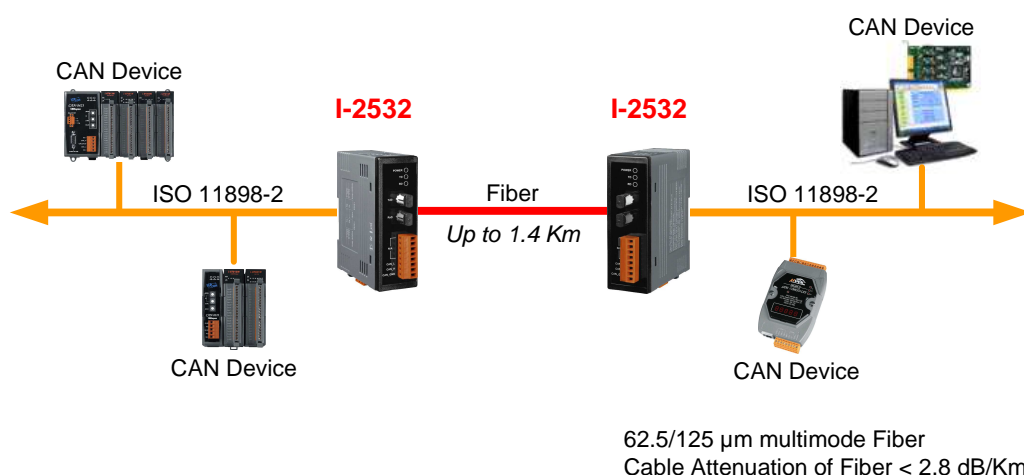 CAN Device
CAN Device
I-2532
I-2532
ISO 11898-2
Fiber
ISO 11898-2
Up to 1.4 Km
CAN Device
CAN Device
62.5/125 µm multimode Fiber
Cable Attenuation of Fiber < 2.8 dB/Km